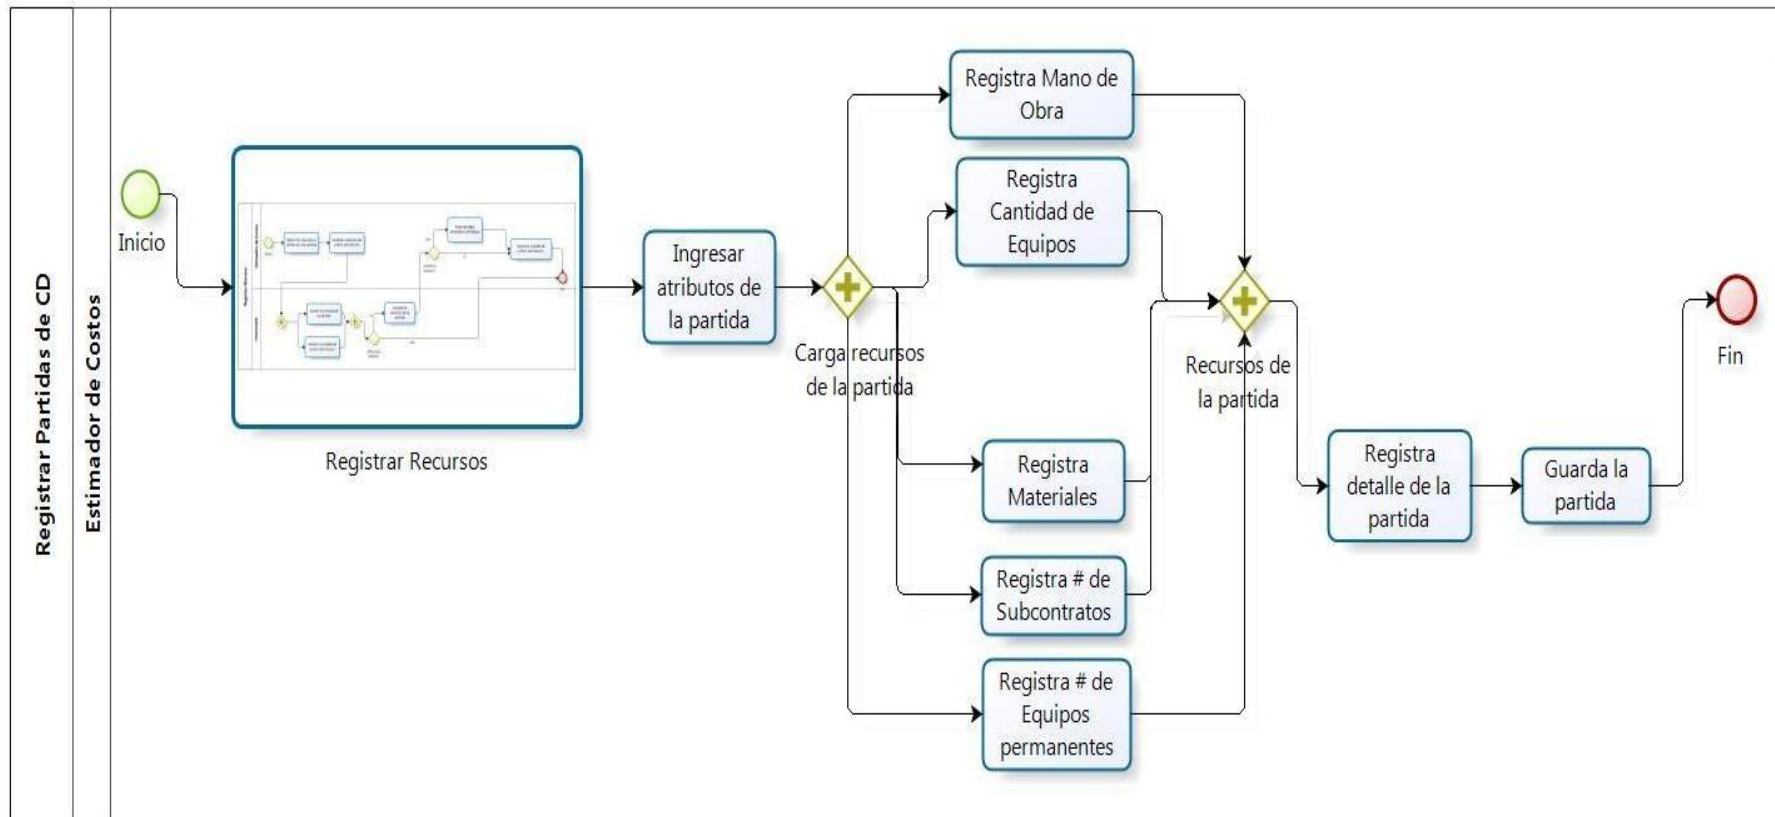 Registrar Partidas de CD
Estimador de Costos
Inicio
Registrar Recursos
Ingresar
atributos de
la partida
Carga recursos
de la partida
Registra Mano de
Obra
Registra
Cantidad de
Equipos
Registra
Materiales
Registra # de
Subcontratos
Registra # de
Equipos
permanentes
Recursos de
la partida
Registra
detalle de la
partida
Guarda la
partida
Fin